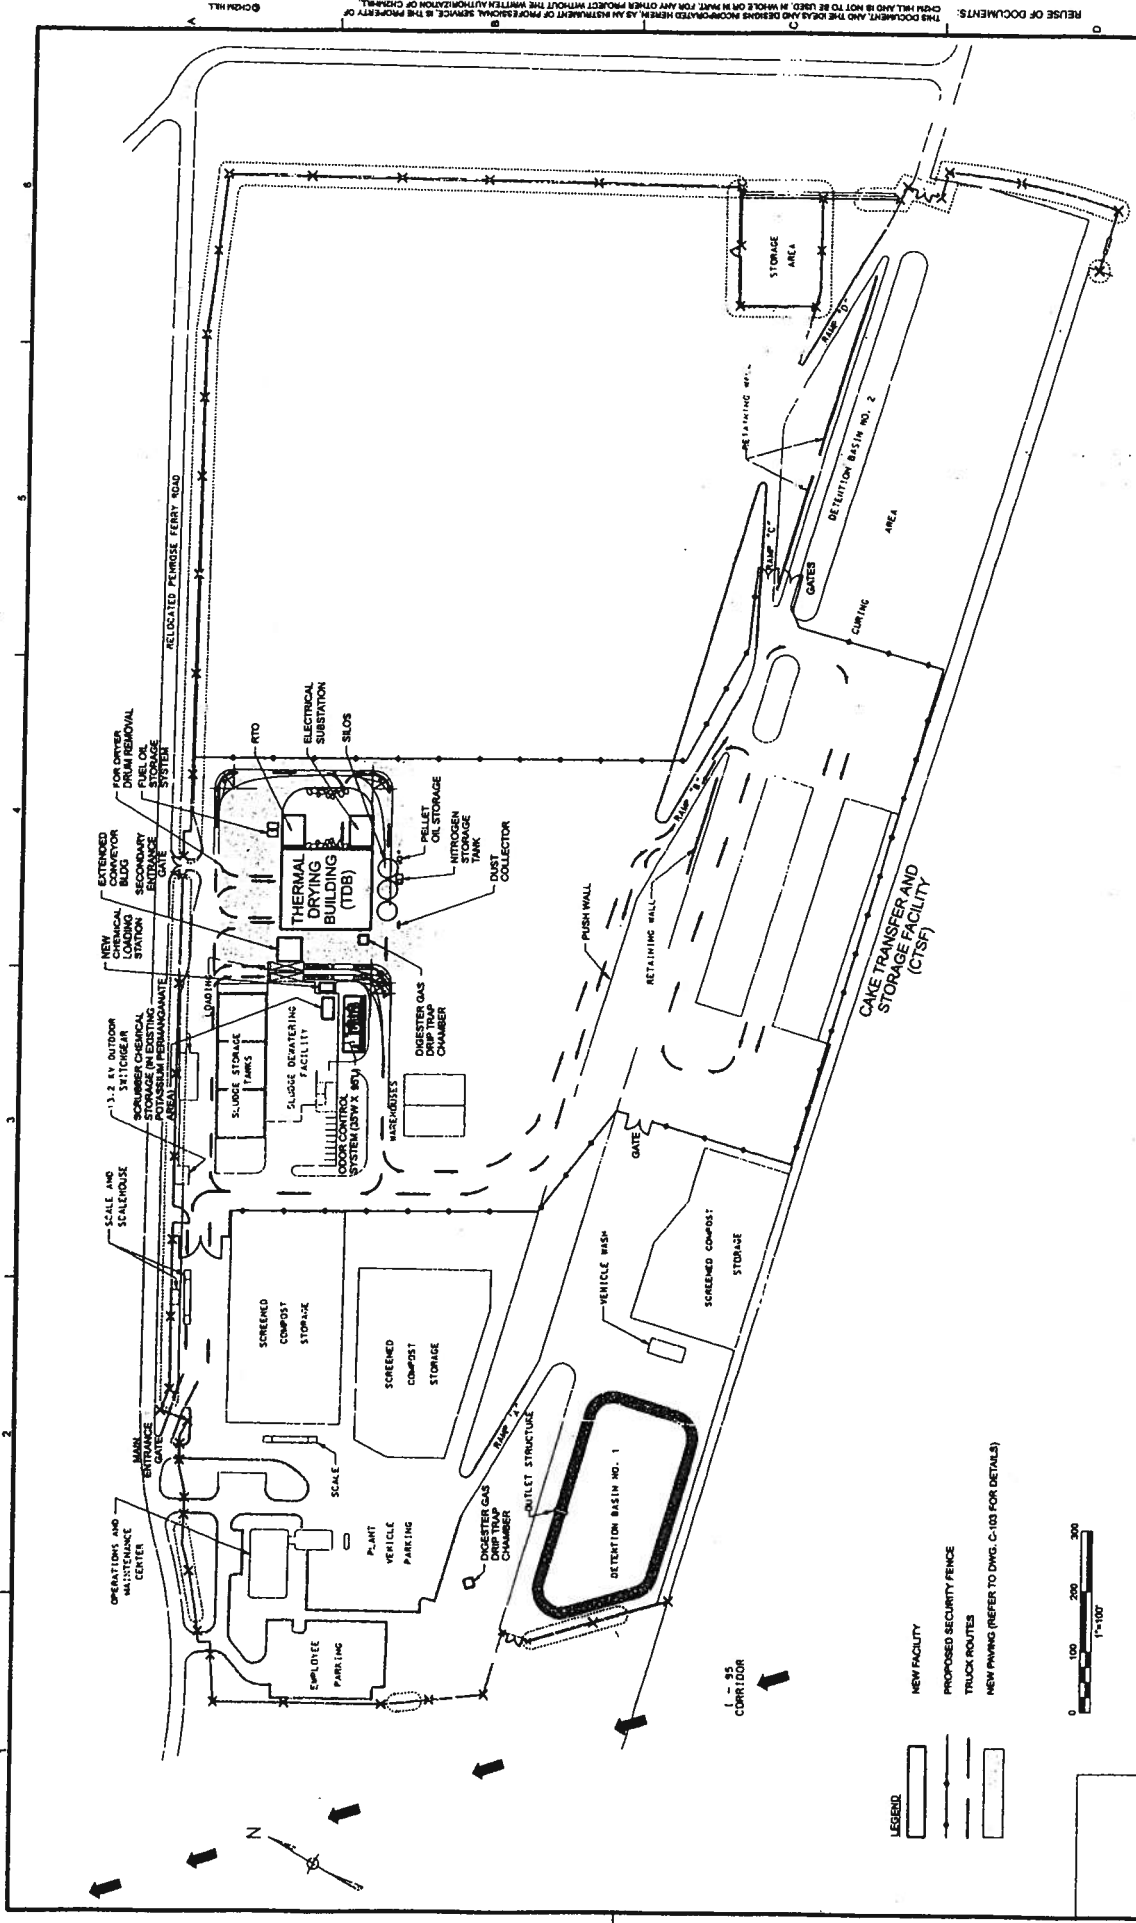 REUSE OF DOCUMENTS:
THIS DOCUMENT, AND THE IDEAS AND DESIGNS INCORPORATED HEREIN, AS AN INSTRUMENT OF PROFESSIONAL SERVICE, IS THE PROPERTY OF
CH2M HILL AND IS NOT TO BE USED, IN WHOLE OR IN PART, FOR ANY OTHER PROJECT WITHOUT THE WRITTEN AUTHORIZATION OF CH2M HILL.
©CH2M HILL
A
B
C
D
1
2
3
4
5
6
RELOCATED PENROSE FERRY ROAD
OPERATIONS AND
MAINTENANCE
CENTER
MAIN
ENTRANCE
GATE
SCALE AND
SCALEHOUSE
13.2 KV OUTDOOR
SWITCHGEAR
SCRUBBER CHEMICAL
STORAGE (IN EXISTING
POTASSIUM PERMANGANATE
AREA)
LOADING
NEW
CHEMICAL
LOADING
STATION
EXTENDED
CONVEYOR
BLDG
SECONDARY
ENTRANCE
GATE
FOR DRYER
DRUM REMOVAL
FUEL OIL
STORAGE
SYSTEM
RTO
ELECTRICAL
SUBSTATION
SILOS
THERMAL
DRYING
BUILDING
(TDB)
PELLET
OIL STORAGE
NITROGEN
STORAGE
TANK
DUST
COLLECTOR
DIGESTER GAS
DRIP TRAP
CHAMBER
SLUDGE STORAGE
TANKS
SLUDGE DEWATERING
FACILITY
ODOR CONTROL
SYSTEM (35'W X 95'L)
WAREHOUSES
SCREENED
COMPOST
STORAGE
SCREENED
COMPOST
STORAGE
SCALE
PLANT
VEHICLE
PARKING
EMPLOYEE
PARKING
DIGESTER GAS
DRIP TRAP
CHAMBER
RAMP "A"
OUTLET STRUCTURE
DETENTION BASIN NO. 1
VEHICLE WASH
SCREENED COMPOST
STORAGE
GATE
PUSH WALL
RETAINING WALL
RAMP "B"
CAKE TRANSFER AND
STORAGE FACILITY
(CTSF)
RAMP "C"
GATES
CURING
AREA
DETENTION BASIN NO. 2
RETAINING WALL
RAMP "D"
STORAGE
AREA
I - 95
CORRIDOR
N
LEGEND
NEW FACILITY
PROPOSED SECURITY FENCE
TRUCK ROUTES
NEW PAVING (REFER TO DWG. C-103 FOR DETAILS)
0 100 200 300
1"=100'